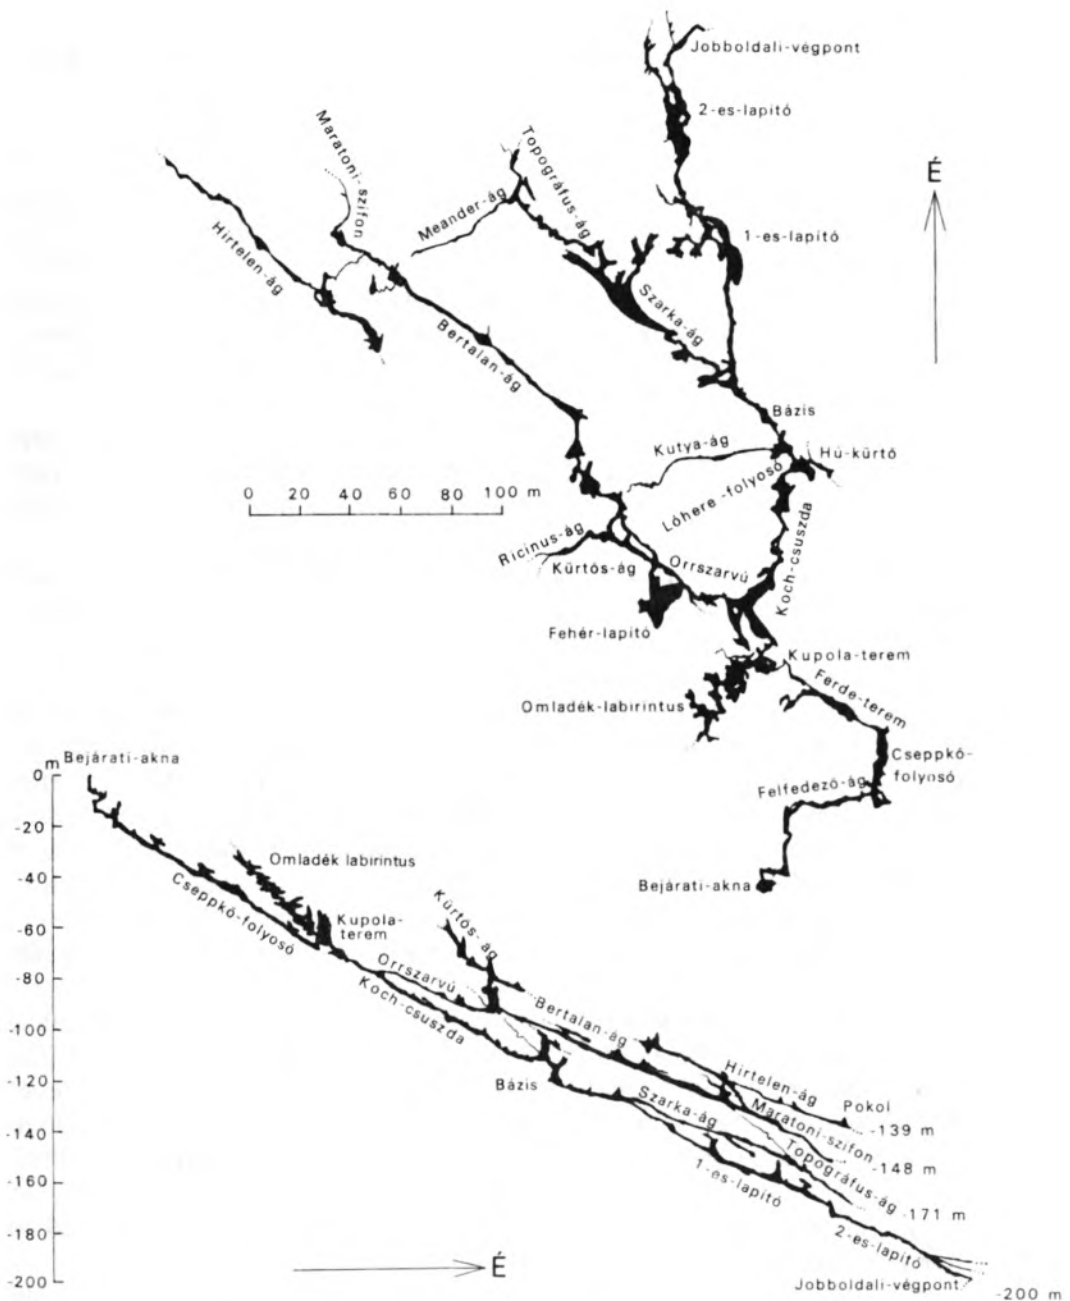 Jobboldali-végpont
2-es-lapító
Maratoni-szifon
Topográfus-ág
É
Meander-ág
1-es-lapító
Hirtelen-ág
Szarka-ág
Bertalan-ág
Bázis
Kutya-ág
Hú-kürtő
0 20 40 60 80 100 m
Lóhere-folyosó
Ricinus-ág
Orrszarvú
Koch-csuszda
Kürtös-ág
Fehér-lapító
Kupola-terem
Ferde-terem
Omladék-labirintus
Cseppkő-
folyosó
Felfedező-ág
Bejárati-akna
m Bejárati-akna
0
-20
-40
-60
-80
-100
-120
-140
-160
-180
-200
Omladék labirintus
Cseppkő-folyosó
Kupola-
terem
Kürtös-ág
Orrszarvú
Koch-csuszda
Bertalan-ág
Bázis
Hirtelen-ág
Pokol
-139 m
Szarka-ág
Maratoni-szifon
-148 m
Topográfus-ág
-171 m
1-es-lapító
2-es-lapító
É
Jobboldali-végpont
-200 m